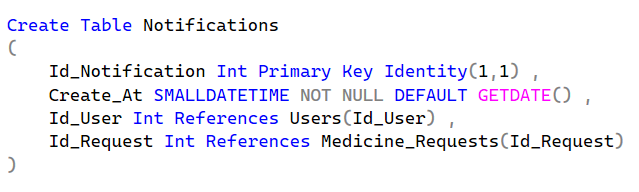 Create Table Notifications
(
    Id_Notification Int Primary Key Identity(1,1) ,
    Create_At SMALLDATETIME NOT NULL DEFAULT GETDATE() ,
    Id_User Int References Users(Id_User) ,
    Id_Request Int References Medicine_Requests(Id_Request)
)